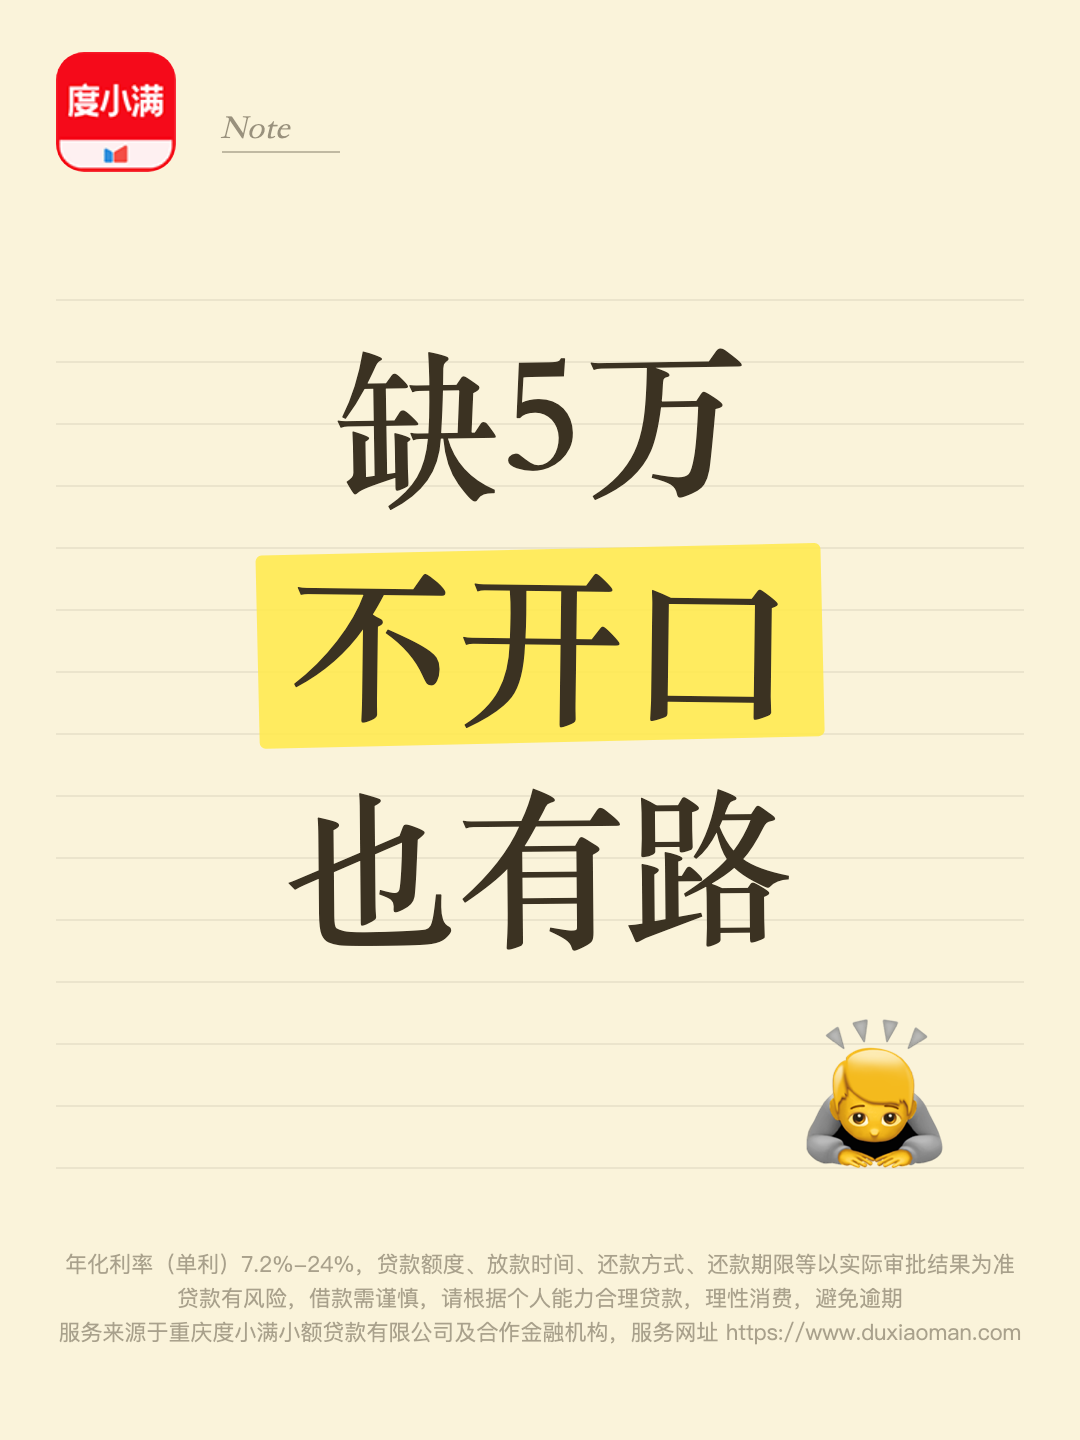 度小满
Note
缺5万
不开口
也有路
年化利率（单利）7.2%-24%，贷款额度、放款时间、还款方式、还款期限等以实际审批结果为准
贷款有风险，借款需谨慎，请根据个人能力合理贷款，理性消费，避免逾期
服务来源于重庆度小满小额贷款有限公司及合作金融机构，服务网址 https://www.duxiaoman.com